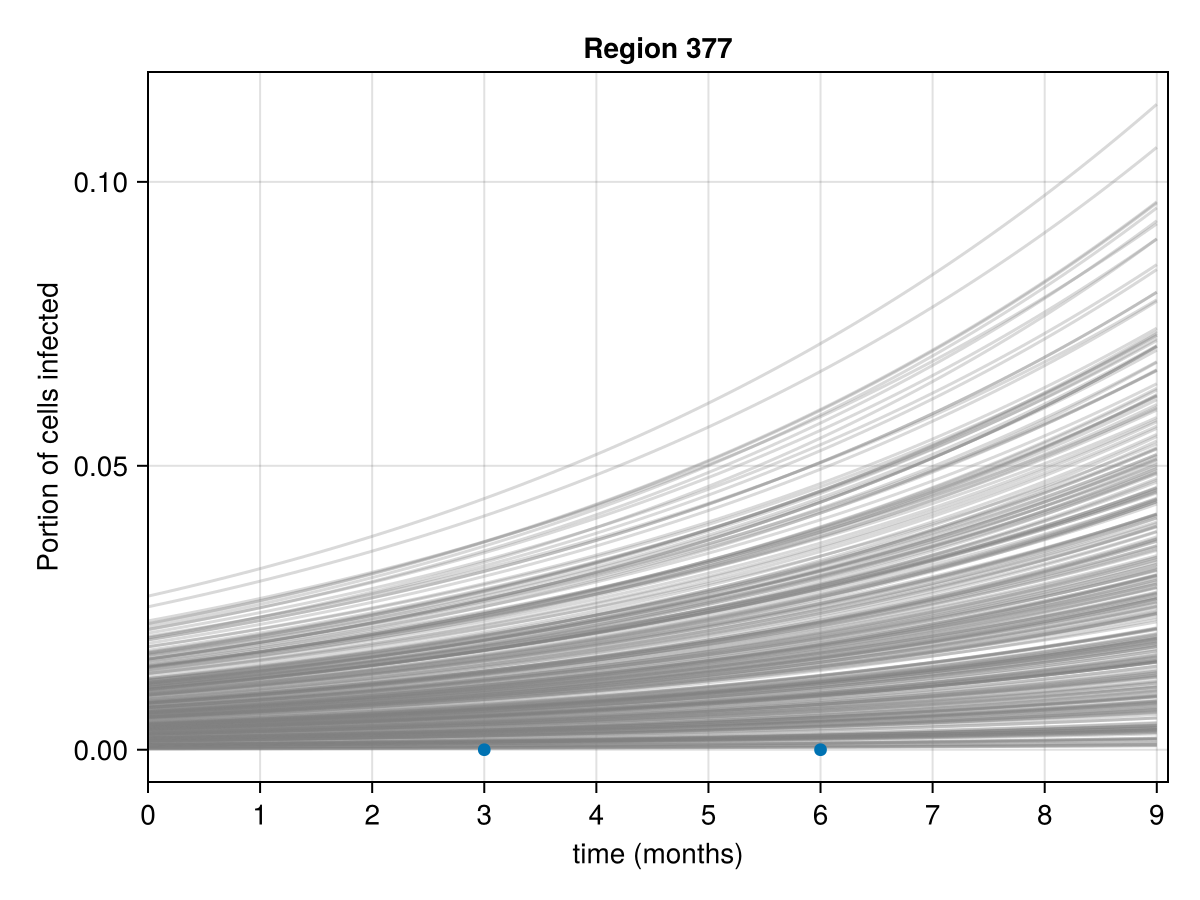 Region 377
Portion of cells infected
0.10
0.05
0.00
0 1 2 3 4 5 6 7 8 9
time (months)